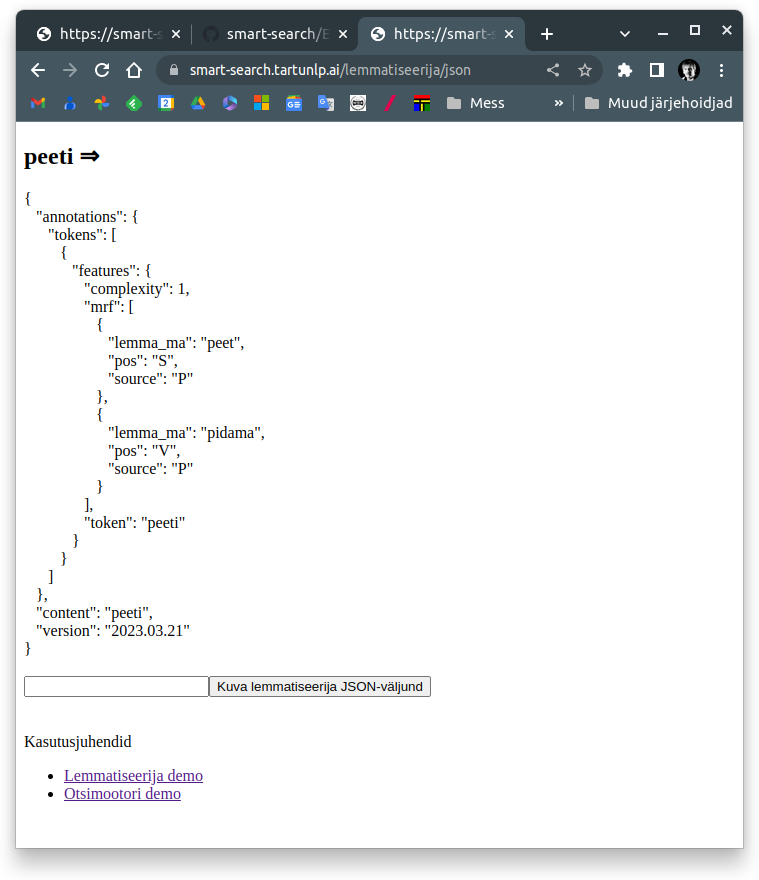 https://smart-s
smart-search/E
https://smart-s
smart-search.tartunlp.ai/lemmatiseerija/json
Mess
»
Muud järjehoidjad
peeti ⇒
{
"annotations": {
"tokens": [
{
"features": {
"complexity": 1,
"mrf": [
{
"lemma_ma": "peet",
"pos": "S",
"source": "P"
},
{
"lemma_ma": "pidama",
"pos": "V",
"source": "P"
}
],
"token": "peeti"
}
}
]
},
"content": "peeti",
"version": "2023.03.21"
}
Kuva lemmatiseerija JSON-väljund
Kasutusjuhendid
Lemmatiseerija demo
Otsimootori demo